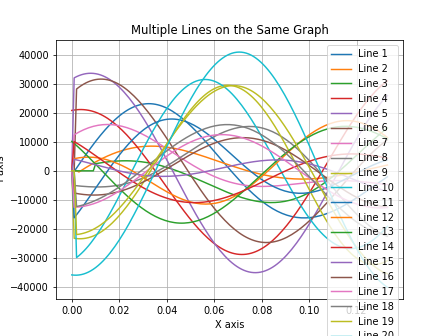 Multiple Lines on the Same Graph
40000
30000
20000
10000
0
−10000
−20000
−30000
−40000
0.00
0.02
0.04
0.06
0.08
0.10
X axis
axis
Line 1
Line 2
Line 3
Line 4
Line 5
Line 6
Line 7
Line 8
Line 9
Line 10
Line 11
Line 12
Line 13
Line 14
Line 15
Line 16
Line 17
Line 18
Line 19
Line 20